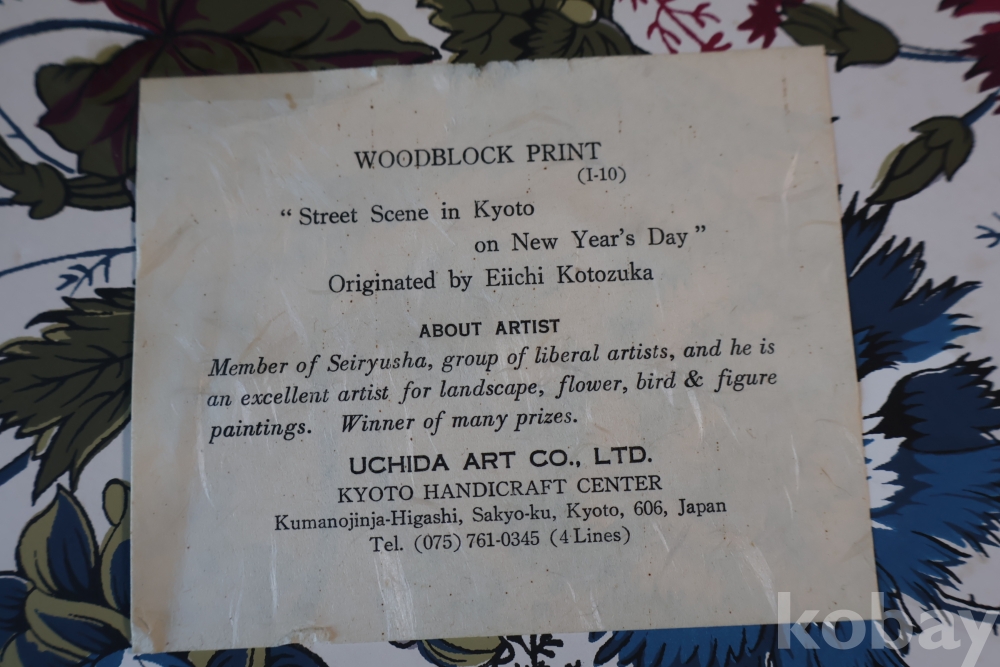 WOODBLOCK PRINT
(I-10)
“Street Scene in Kyoto
on New Year's Day”
Originated by Eiichi Kotozuka
ABOUT ARTIST
Member of Seiryusha, group of liberal artists, and he is
an excellent artist for landscape, flower, bird & figure
paintings. Winner of many prizes.
UCHIDA ART CO., LTD.
KYOTO HANDICRAFT CENTER
Kumanojinja-Higashi, Sakyo-ku, Kyoto, 606, Japan
Tel. (075) 761-0345 (4 Lines)
kobay